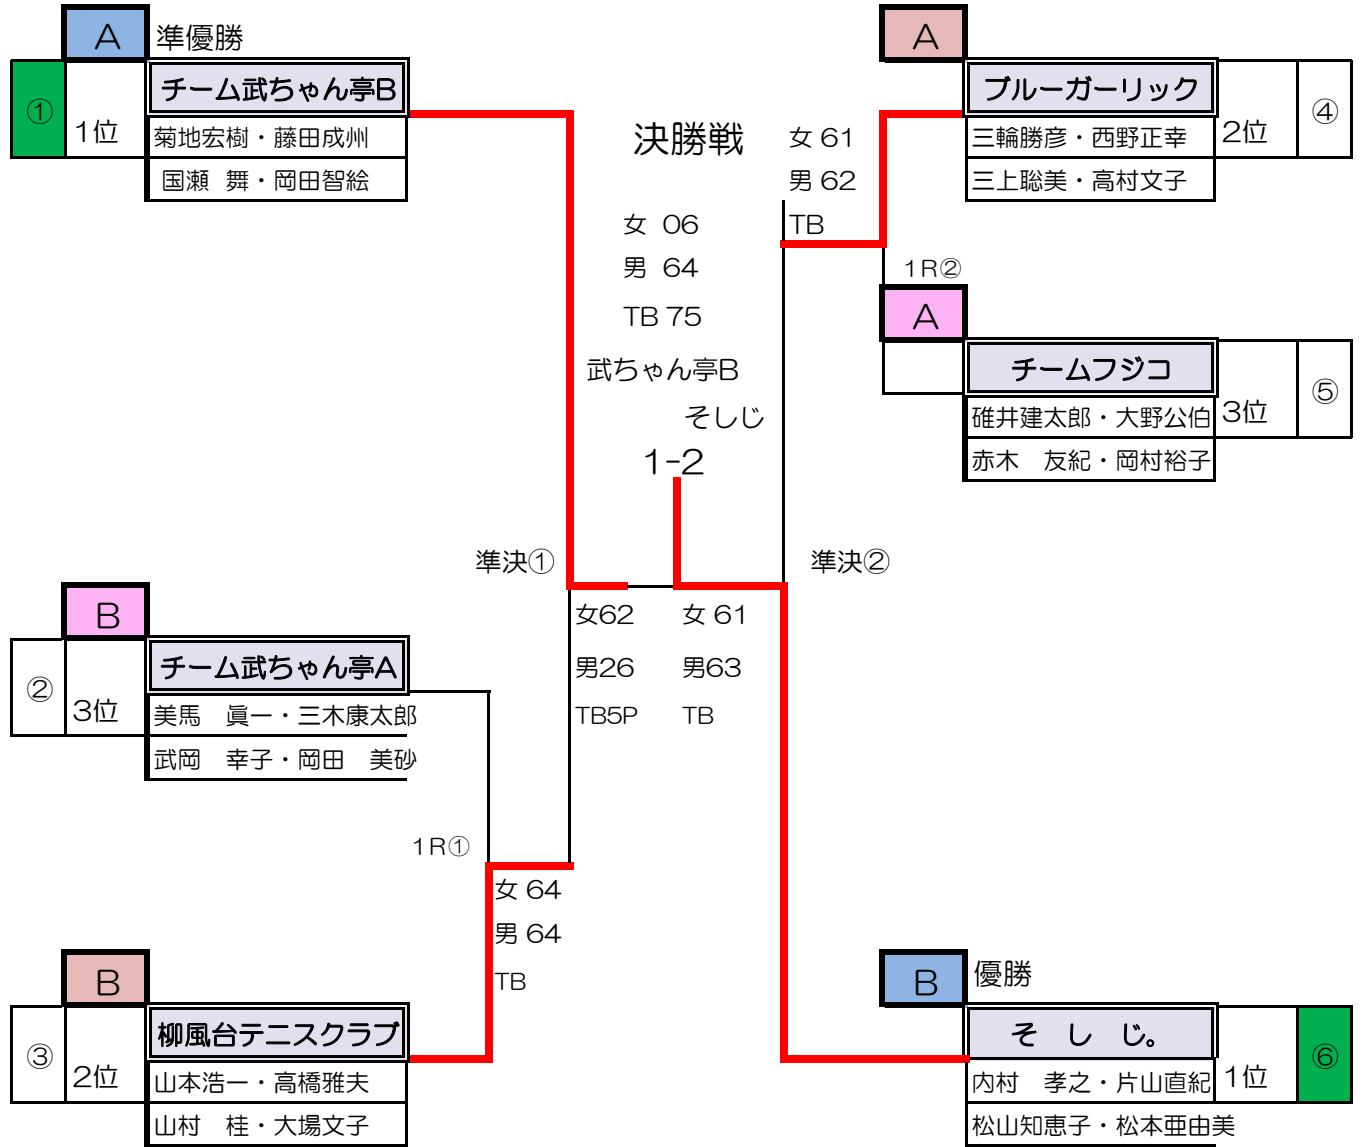 A
準優勝
①
1位
チーム武ちゃん亭B
菊地宏樹・藤田成州
国瀬 舞・岡田智絵
決勝戦
女 06
男 64
TB 75
武ちゃん亭B
そしじ
1-2
女 61
男 62
TB
A
ブルーガーリック
三輪勝彦・西野正幸
三上聡美・高村文子
2位
④
1R②
A
チームフジコ
碓井建太郎・大野公伯
赤木 友紀・岡村裕子
3位
⑤
準決①
準決②
女62
男26
TB5P
女 61
男63
TB
B
②
3位
チーム武ちゃん亭A
美馬 眞一・三木康太郎
武岡 幸子・岡田 美砂
1R①
女 64
男 64
TB
B
③
2位
柳風台テニスクラブ
山本浩一・高橋雅夫
山村 桂・大場文子
B
優勝
そ し じ。
内村 孝之・片山直紀
松山知恵子・松本亜由美
1位
⑥